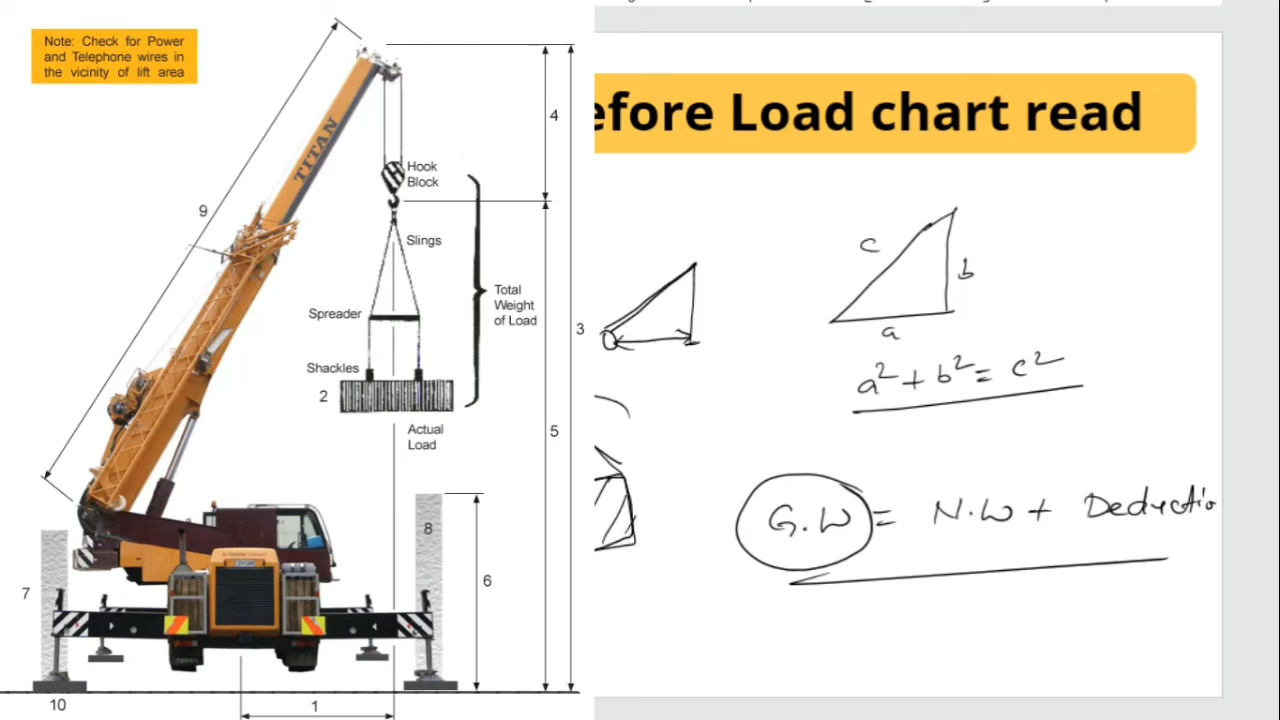 Note: Check for Power
and Telephone wires in
the vicinity of lift area
efore Load chart read
TITAN
4
Hook
Block
9
Slings
c
b
a
Spreader
Total
Weight
of Load
3
Shackles
2
a² + b² = c²
Actual
Load
5
8
G.W = N.W + Deductio
7
6
10
1